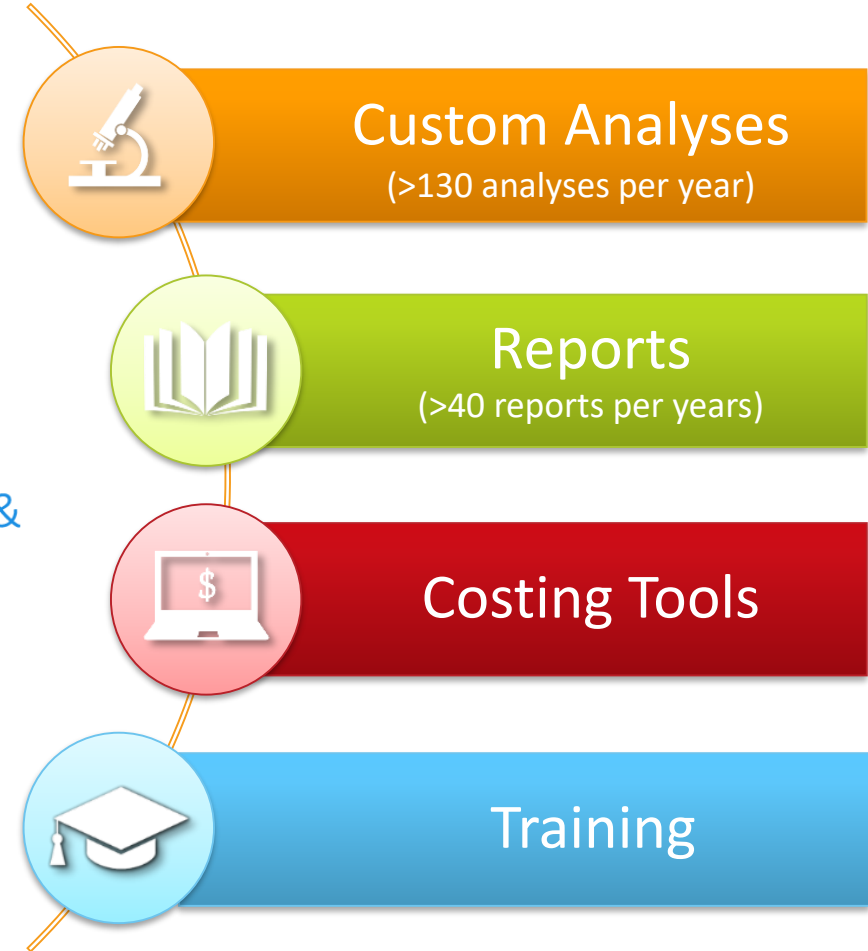 Custom Analyses
(>130 analyses per year)
Reports
(>40 reports per years)
&
$
Costing Tools
Training